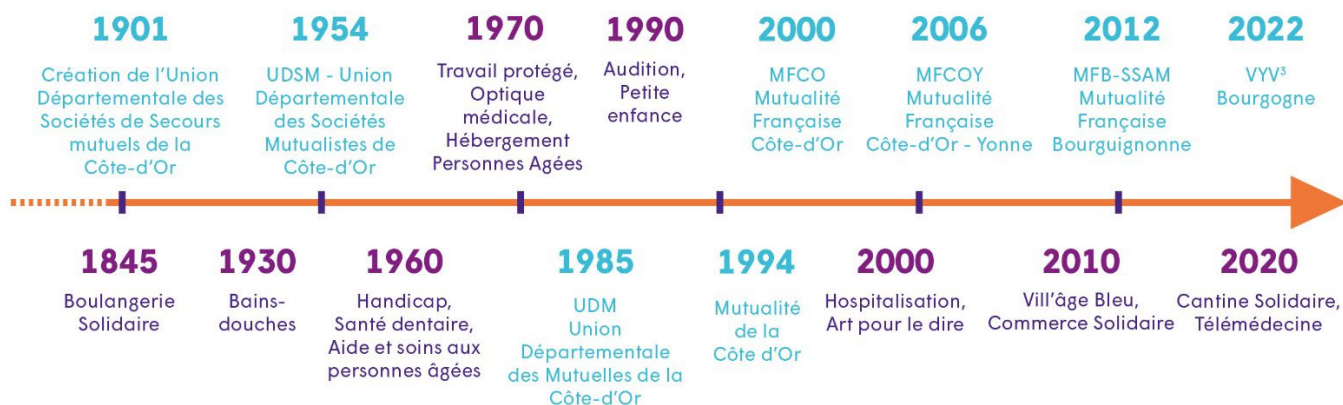 1901
Création de l'Union
Départementale des
Sociétés de Secours
mutuels de la
Côte-d'Or
1954
UDSM - Union
Départementale
des Sociétés
Mutualistes de
Côte-d'Or
1970
Travail protégé,
Optique
médicale,
Hébergement
Personnes Agées
1990
Audition,
Petite
enfance
2000
MFCO
Mutualité
Française
Côte-d'Or
2006
MFCOY
Mutualité
Française
Côte-d'Or - Yonne
2012
MFB-SSAM
Mutualité
Française
Bourguignonne
2022
VYV³
Bourgogne
1845
Boulangerie
Solidaire
1930
Bains-
douches
1960
Handicap,
Santé dentaire,
Aide et soins aux
personnes âgées
1985
UDM
Union
Départementale
des Mutuelles de la
Côte-d'Or
1994
Mutualité
de la
Côte d'Or
2000
Hospitalisation,
Art pour le dire
2010
Vill'âge Bleu,
Commerce Solidaire
2020
Cantine Solidaire,
Télémédecine